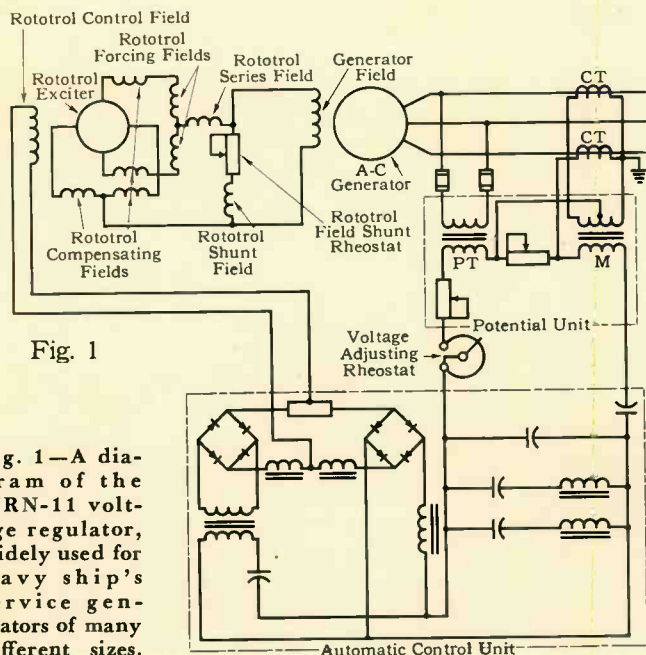 Rototrol Control Field
Rototrol
Forcing Fields
Rototrol
Series Field
Generator
Field
Rototrol
Exciter
CT
CT
A-C
Generator
Rototrol
Compensating
Fields
Rototrol
Shunt
Field
Rototrol
Field Shunt
Rheostat
PT
M
Potential Unit
Fig. 1
Voltage
Adjusting
Rheostat
g. 1—A dia-
ram of the
RN-11 volt-
ge regulator,
idely used for
avy ship's
ervice gen-
ators of many
fferent sizes.
Automatic Control Unit